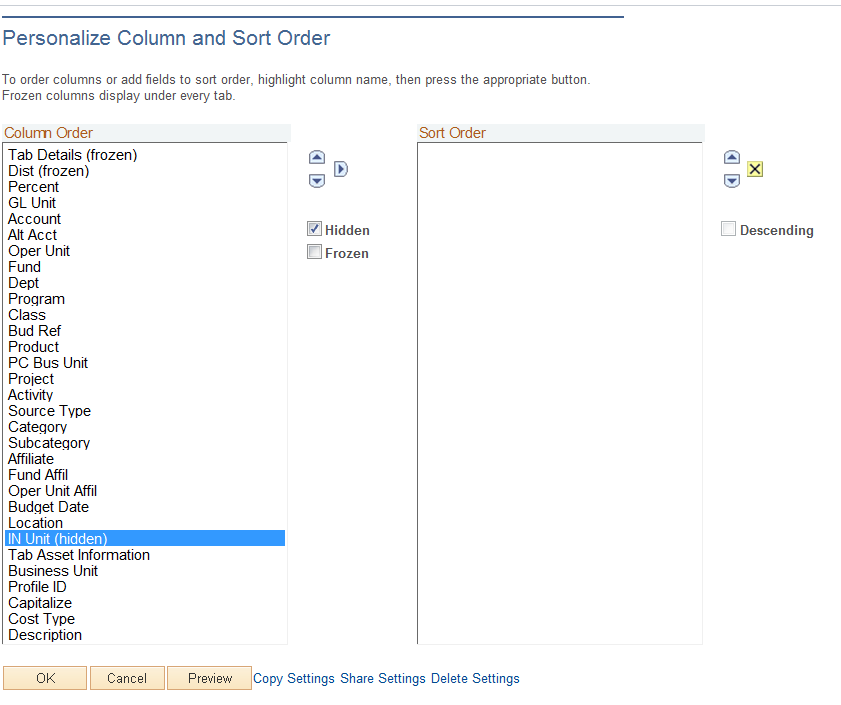 Personalize Column and Sort Order
To order columns or add fields to sort order, highlight column name, then press the appropriate button.
Frozen columns display under every tab.
Column Order
Tab Details (frozen)
Dist (frozen)
Percent
GL Unit
Account
Alt Acct
Oper Unit
Fund
Dept
Program
Class
Bud Ref
Product
PC Bus Unit
Project
Activity
Source Type
Category
Subcategory
Affiliate
Fund Affil
Oper Unit Affil
Budget Date
Location
IN Unit (hidden)
Tab Asset Information
Business Unit
Profile ID
Capitalize
Cost Type
Description
Hidden
Frozen
Sort Order
Descending
OK Cancel Preview Copy Settings Share Settings Delete Settings